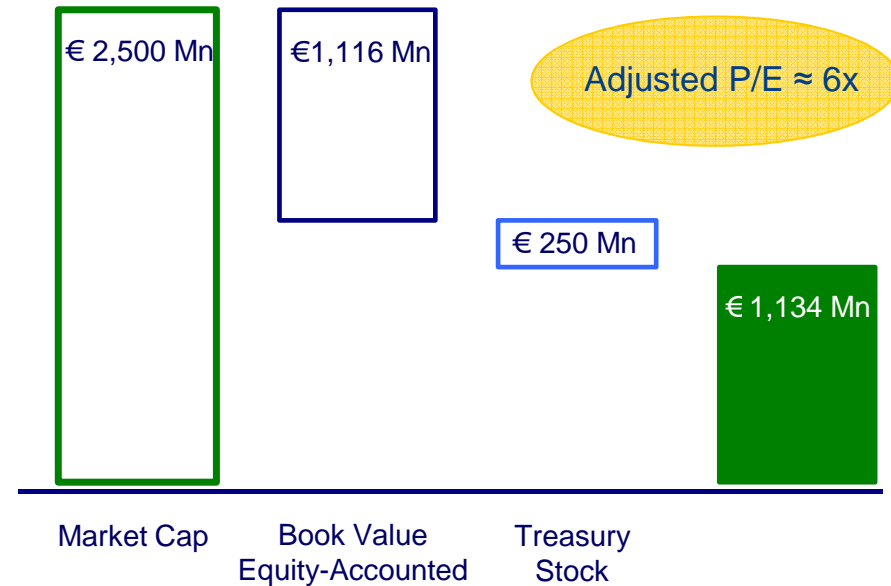 € 2,500 Mn
€1,116 Mn
Adjusted P/E ≈ 6x
€ 250 Mn
€ 1,134 Mn
Market Cap
Book Value
Equity-Accounted
Treasury
Stock